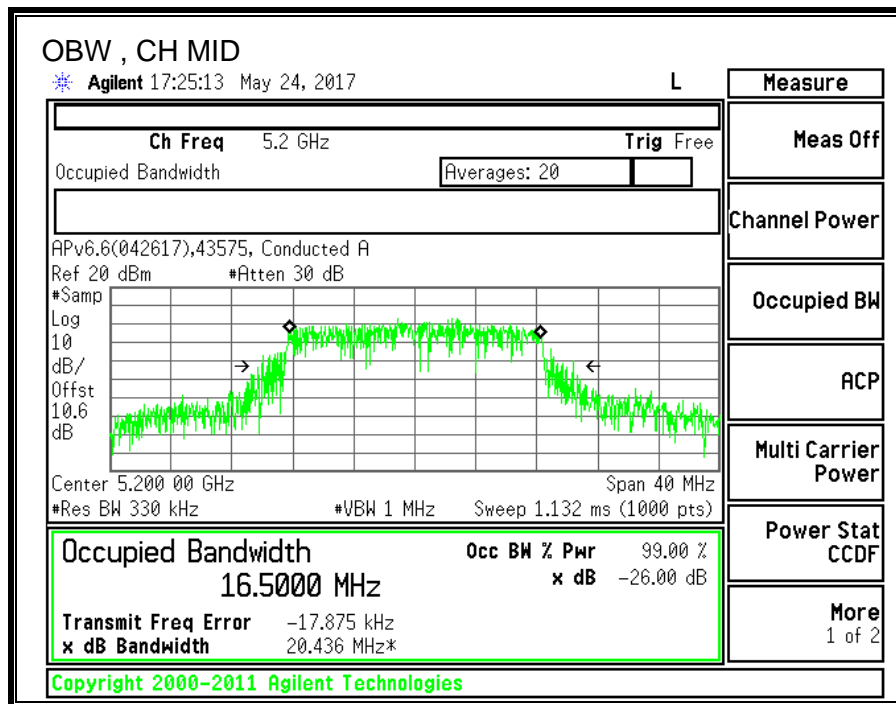 OBW , CH MID
Agilent 17:25:13 May 24, 2017 L
Measure
Ch Freq 5.2 GHz Trig Free
Meas Off
Occupied Bandwidth Averages: 20
Channel Power
APv6.6(042617),43575, Conducted A
Ref 20 dBm #Atten 30 dB
#Samp
Log
10
dB/
Offst
10.6
dB
Occupied BW
ACP
Multi Carrier
Power
Center 5.200 00 GHz Span 40 MHz
#Res BW 330 kHz #VBW 1 MHz Sweep 1.132 ms (1000 pts)
Power Stat
CCDF
Occupied Bandwidth Occ BW % Pwr 99.00 %
16.5000 MHz x dB -26.00 dB
Transmit Freq Error -17.875 kHz
x dB Bandwidth 20.436 MHz*
More
1 of 2
Copyright 2000-2011 Agilent Technologies